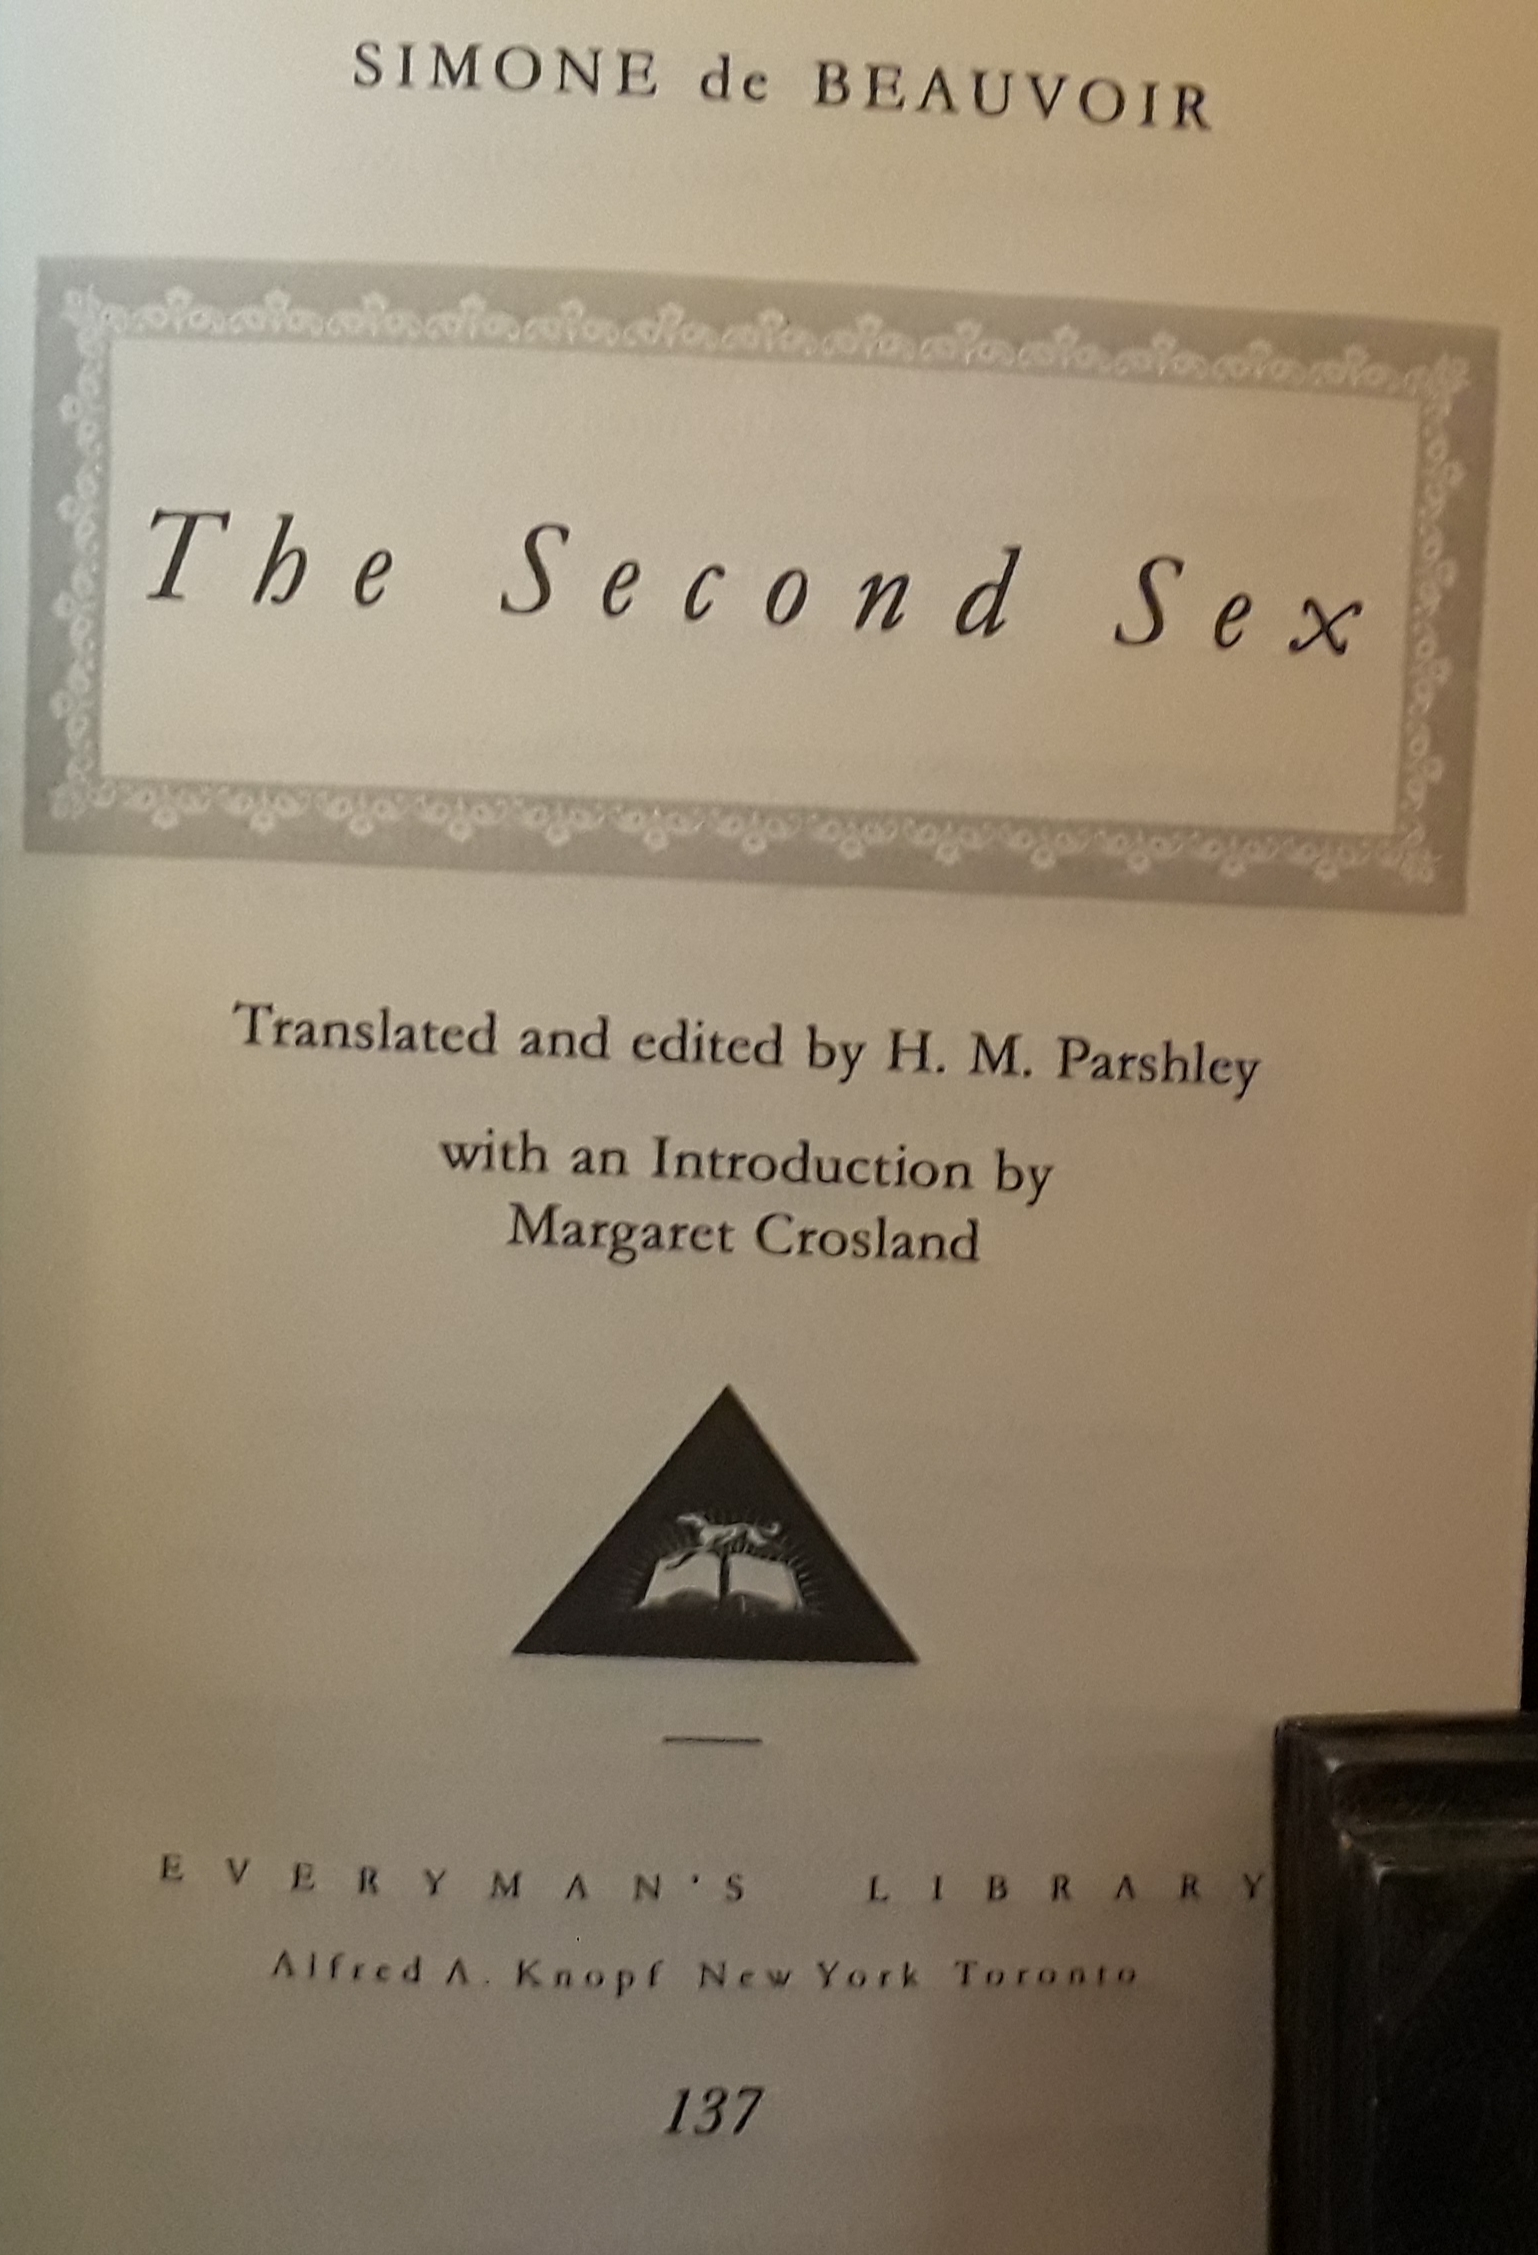 SIMONE de BEAUVOIR
The Second Sex
Translated and edited by H. M. Parshley
with an Introduction by
Margaret Crosland
EVERYMAN'S LIBRARY
Alfred A. Knopf New York Toronto
137